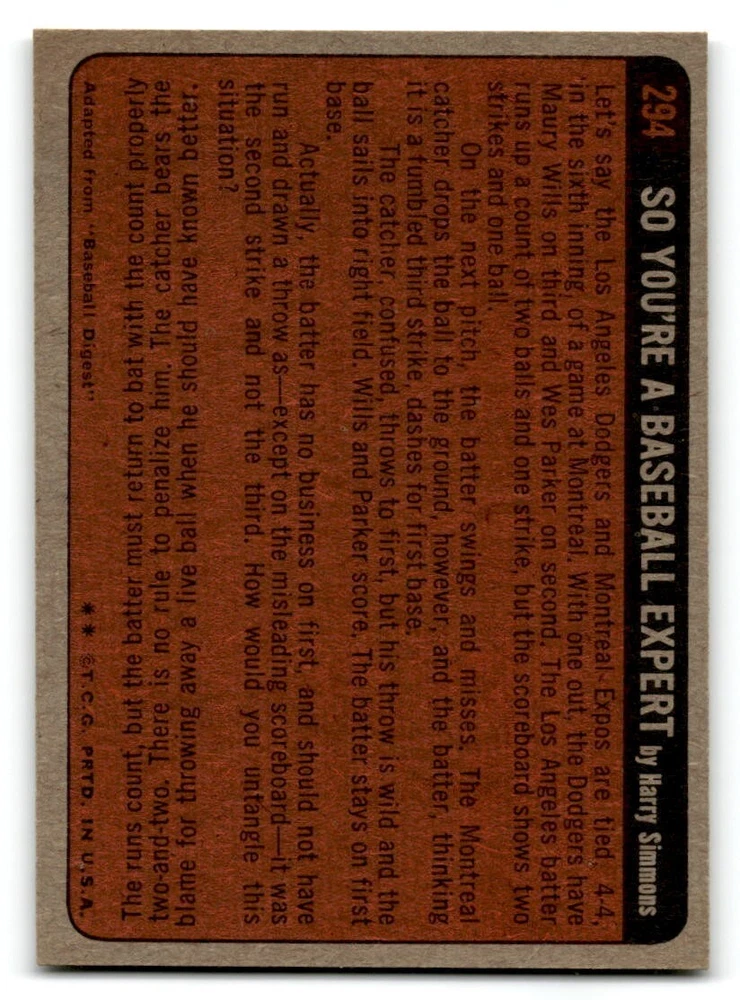 294 SO YOU'RE A BASEBALL EXPERT by Harry Simmons
Let's say the Los Angeles Dodgers and Montreal Expos are tied 4-4,
in the sixth inning, of a game at Montreal. With one out, the Dodgers have
Maury Wills on third and Wes Parker on second. The Los Angeles batter
runs up a count of two balls and one strike, but the scoreboard shows two
strikes and one ball.
On the next pitch, the batter swings and misses. The Montreal
catcher drops the ball to the ground, however, and the batter, thinking
it is a fumbled third strike, dashes for first base.
The catcher, confused, throws to first, but his throw is wild and the
ball sails into right field. Wills and Parker score. The batter stays on first
base.
Actually, the batter has no business on first, and should not have
run and drawn a throw as—except on the misleading scoreboard—it was
the second strike and not the third. How would you untangle this
situation?
The runs count, but the batter must return to bat with the count properly
two-and-two. There is no rule to penalize him. The catcher bears the
blame for throwing away a live ball when he should have known better.
Adapted from "Baseball Digest" ** ©T.C.G. PRTD. IN U.S.A.